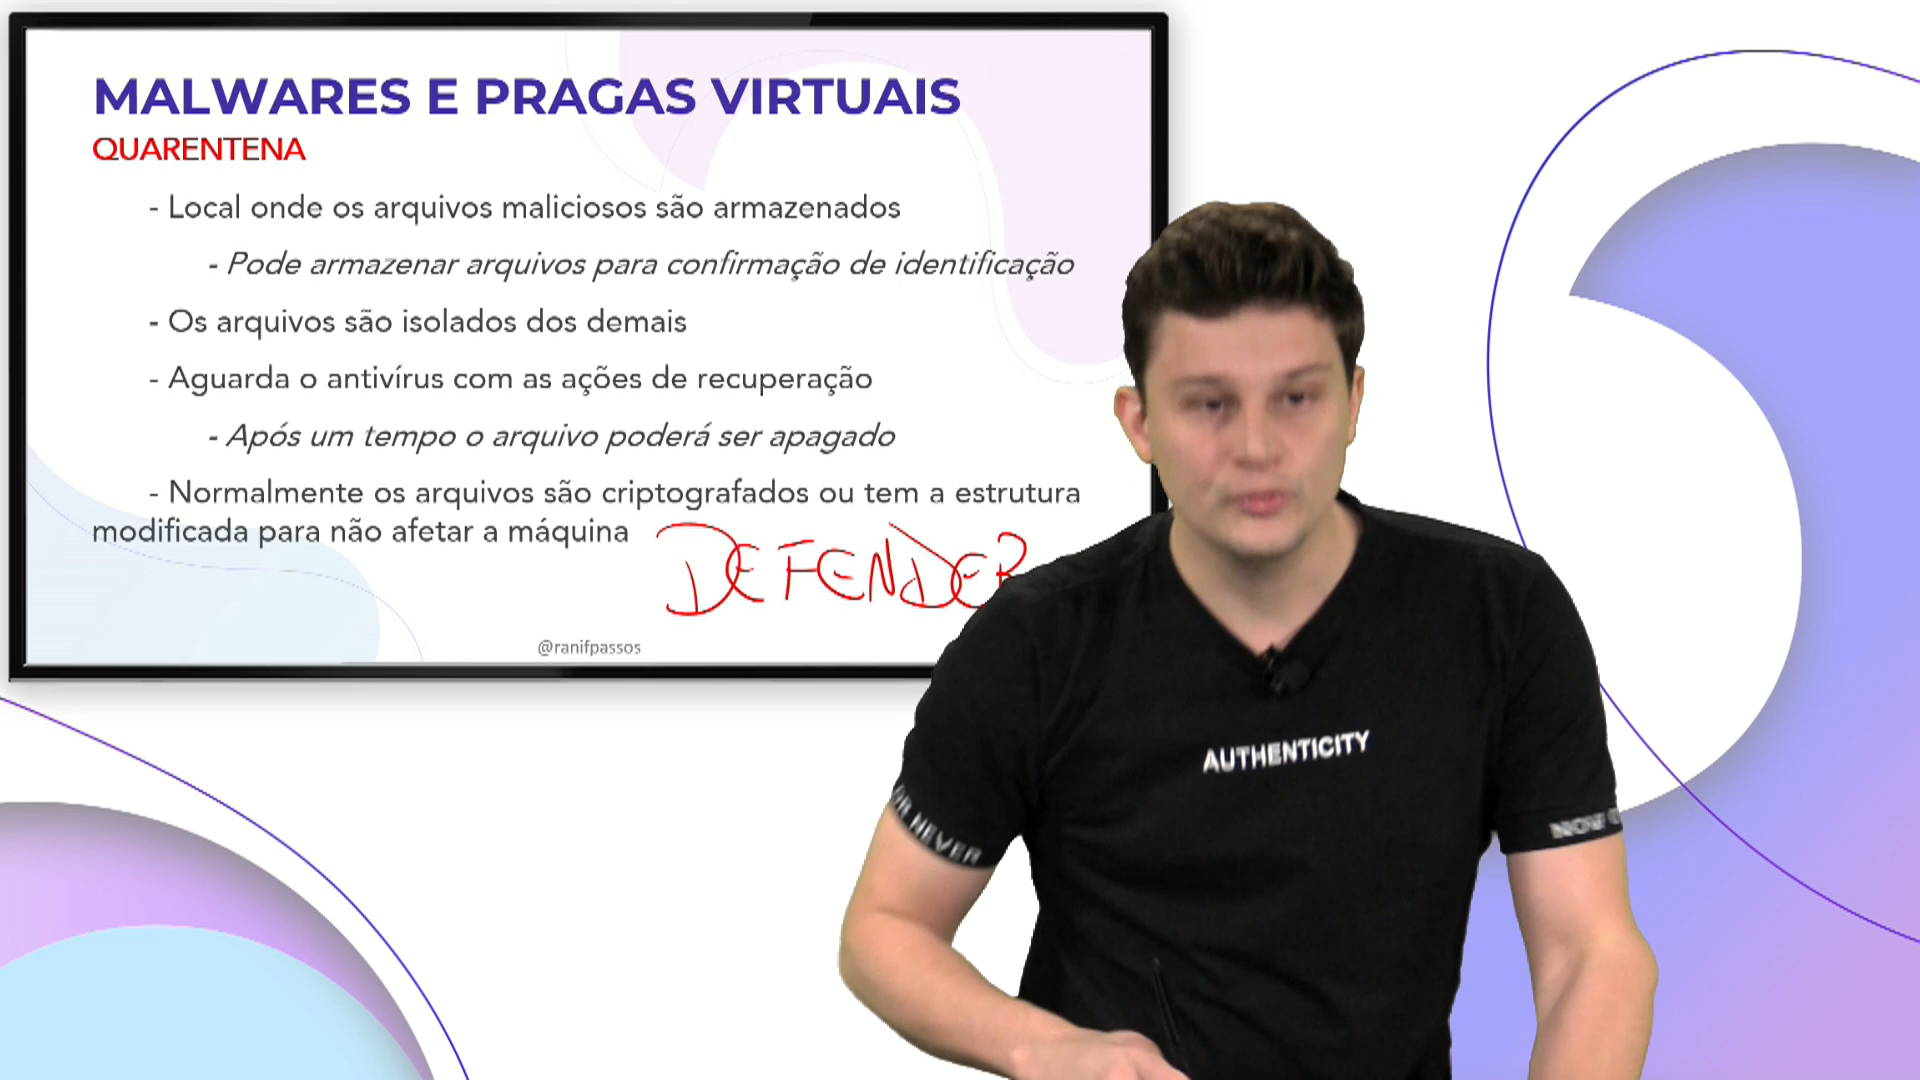 MALWARES E PRAGAS VIRTUAIS
QUARENTENA
- Local onde os arquivos maliciosos são armazenados
- Pode armazenar arquivos para confirmação de identificação
- Os arquivos são isolados dos demais
- Aguarda o antivírus com as ações de recuperação
- Após um tempo o arquivo poderá ser apagado
- Normalmente os arquivos são criptografados ou tem a estrutura
modificada para não afetar a máquina
DEFENDER
@ranifpassos
AUTHENTICITY
NEVER
NOW